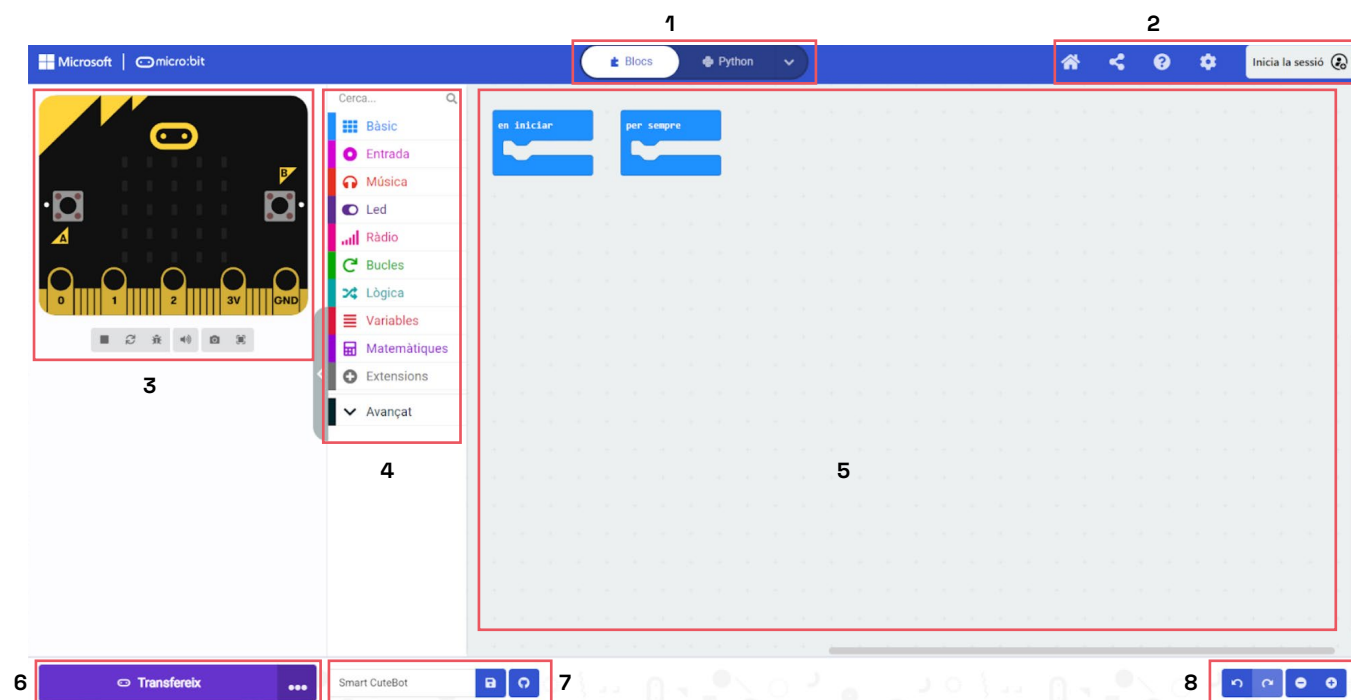 1
2
Microsoft | micro:bit
Blocs
Python
Inicia la sessió
Cerca...
Bàsic
Entrada
Música
Led
Ràdio
Bucles
Lògica
Variables
Matemàtiques
Extensions
Avançat
B
A
0 1 2 3V GND
3
4
en iniciar
per sempre
5
6
Transfereix
Smart CuteBot
7
8